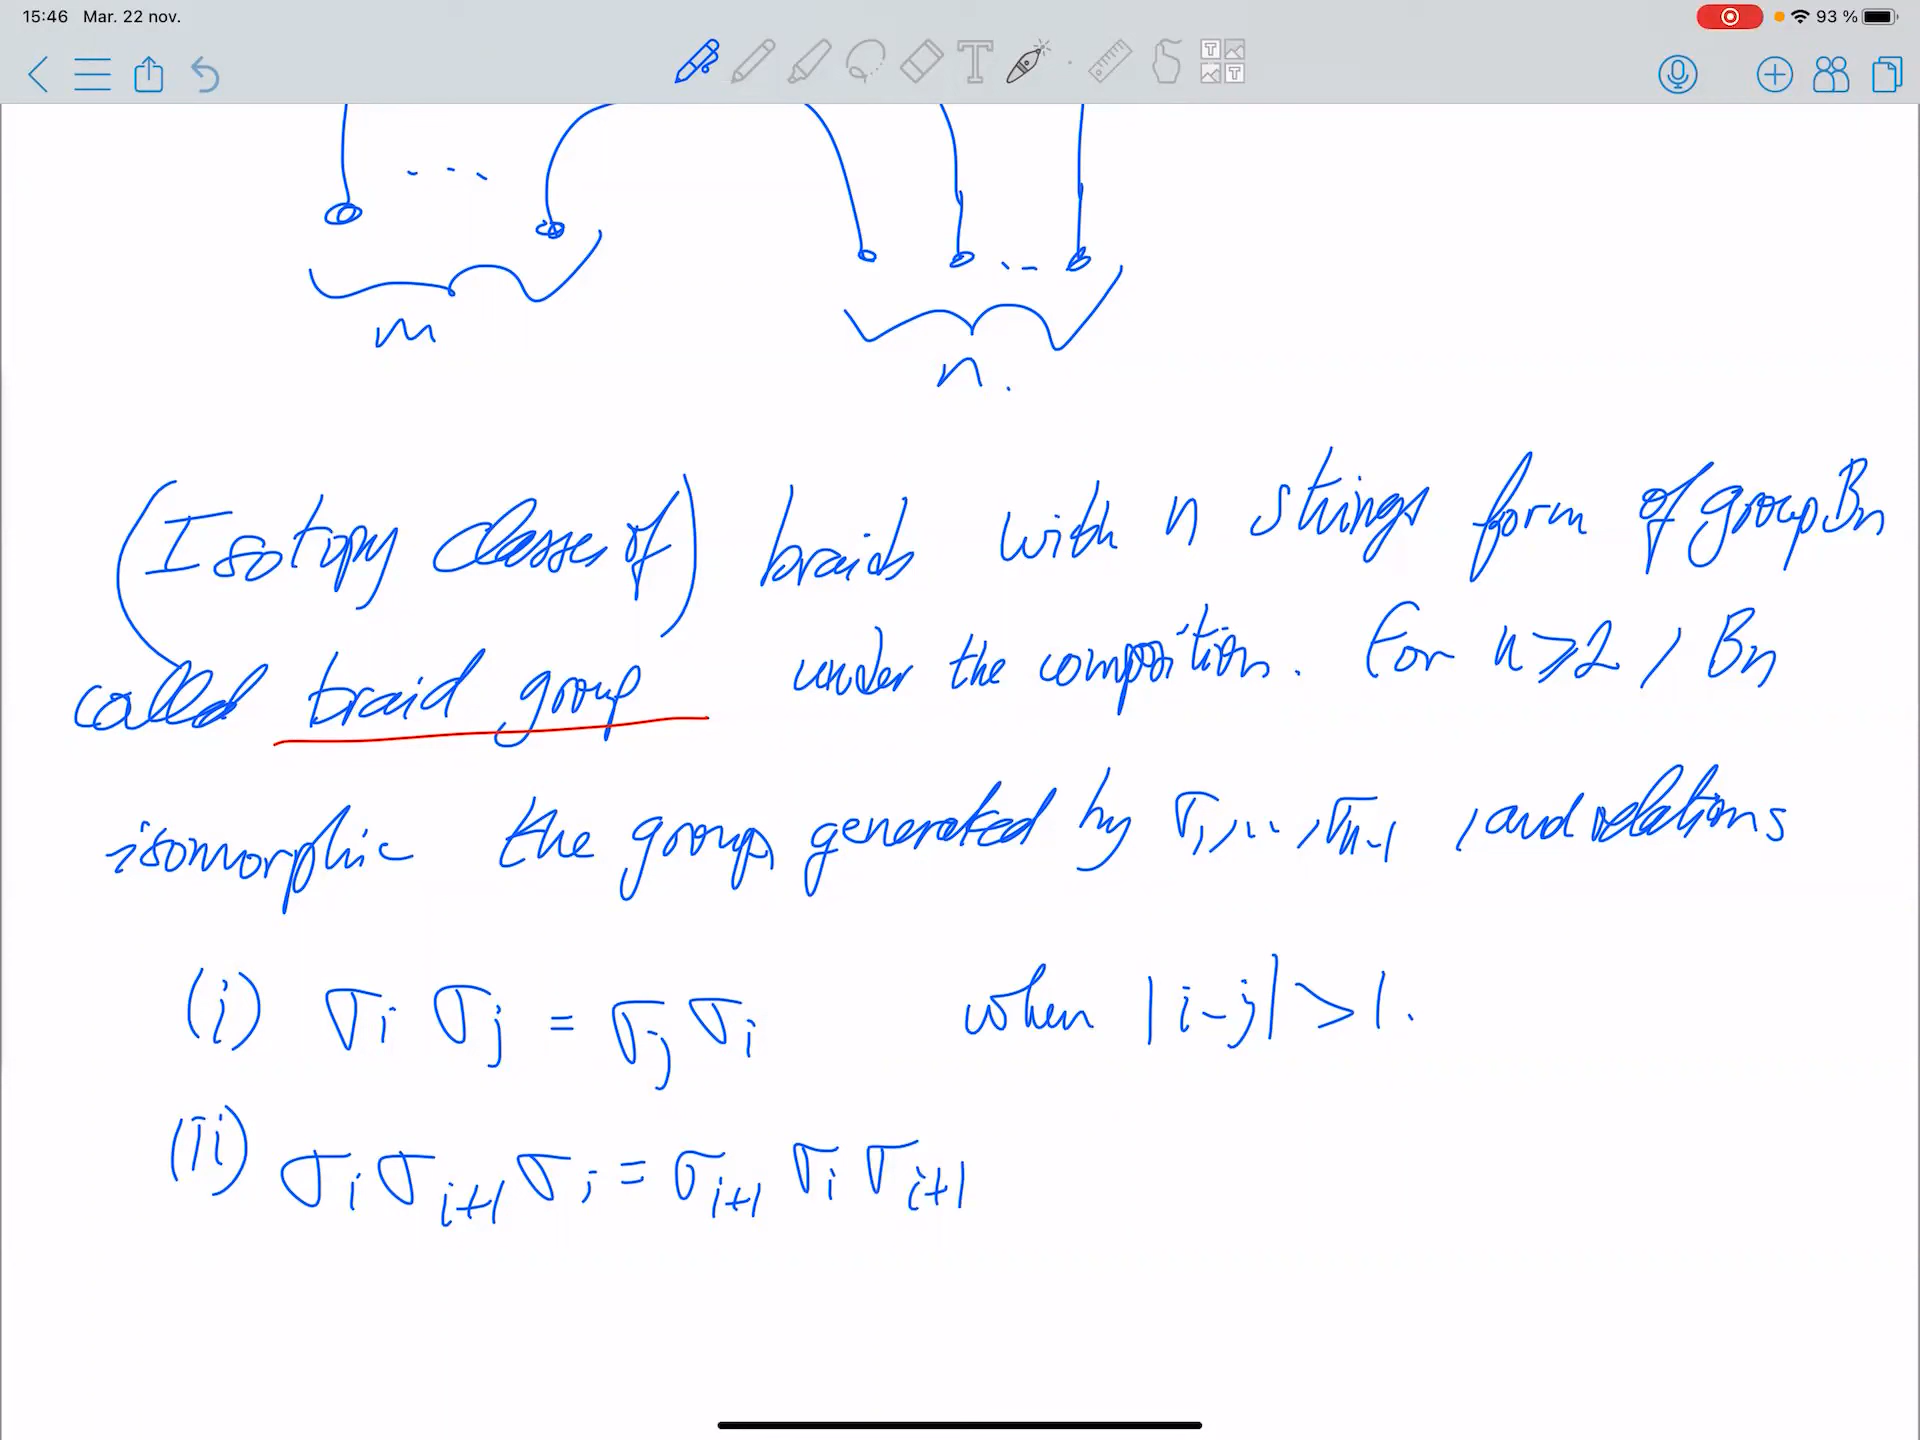 15:46 Mar. 22 nov. 93 %
m
n.
(Isotopy classes of) braids with n strings form of group Bn
called braid group under the composition. For n ≥ 2, Bn
isomorphic the group generated by σ1, .., σn-1, and relations
(i) σi σj = σj σi when |i-j| > 1.
(ii) σi σi+1 σi = σi+1 σi σi+1